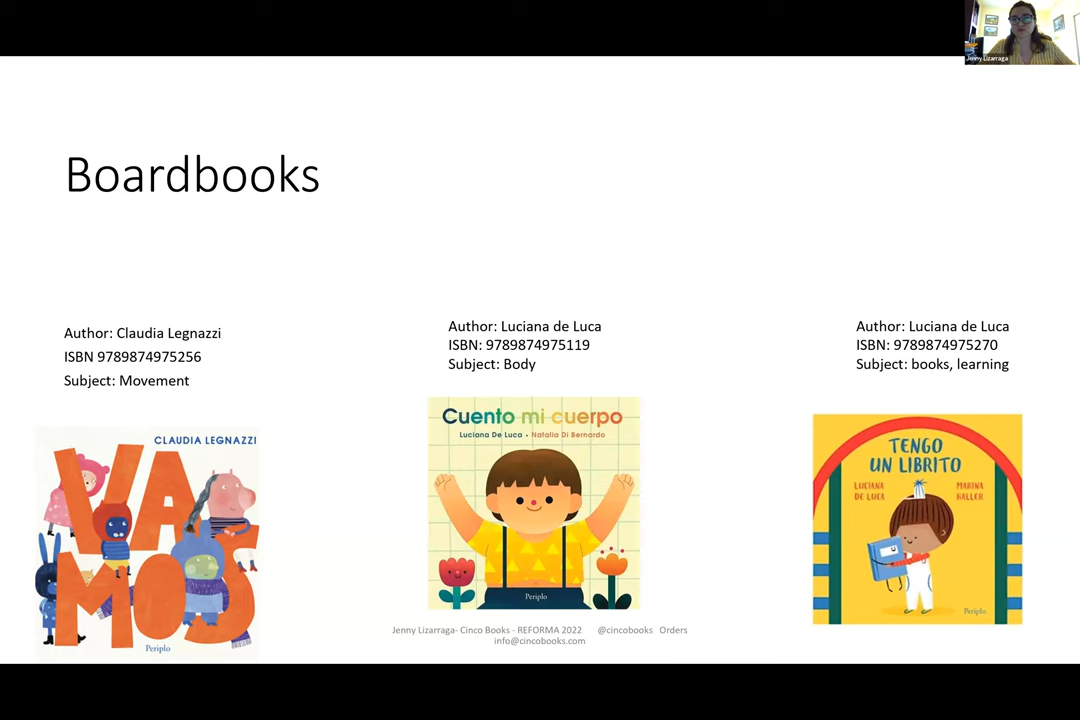 Jenny Lizarraga
Boardbooks
Author: Claudia Legnazzi
ISBN 9789874975256
Subject: Movement
CLAUDIA LEGNAZZI
VA
MOS
Periplo
Author: Luciana de Luca
ISBN: 9789874975119
Subject: Body
Cuento mi cuerpo
Luciana De Luca • Natalia Di Bernardo
Periplo
Author: Luciana de Luca
ISBN: 9789874975270
Subject: books, learning
TENGO
UN LIBRITO
LUCIANA
DE LUCA
MARINA
HALLER
Periplo
Jenny Lizarraga- Cinco Books - REFORMA 2022 @cincobooks Orders
info@cincobooks.com